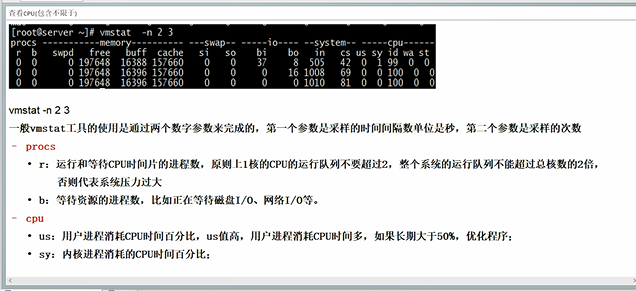 查看CPU(包含不限于)
[root@server ~]# vmstat -n 2 3
procs -----------memory---------- ---swap-- -----io---- --system-- -----cpu------
r b swpd free buff cache si so bi bo in cs us sy id wa st
0 0 0 197648 16388 157660 0 0 37 8 505 42 0 1 99 0 0
0 0 0 197648 16396 157660 0 0 0 16 1008 69 0 0 100 0 0
0 0 0 197648 16396 157660 0 0 0 0 1010 81 0 0 100 0 0
vmstat -n 2 3
一般vmstat工具的使用是通过两个数字参数来完成的，第一个参数是采样的时间间隔数单位是秒，第二个参数是采样的次数
– procs
• r：运行和等待CPU时间片的进程数，原则上1核的CPU的运行队列不要超过2，整个系统的运行队列不能超过总核数的2倍，
否则代表系统压力过大
• b：等待资源的进程数，比如正在等待磁盘I/O、网络I/O等。
– cpu
• us：用户进程消耗CPU时间百分比，us值高，用户进程消耗CPU时间多，如果长期大于50%，优化程序；
• sy：内核进程消耗的CPU时间百分比；